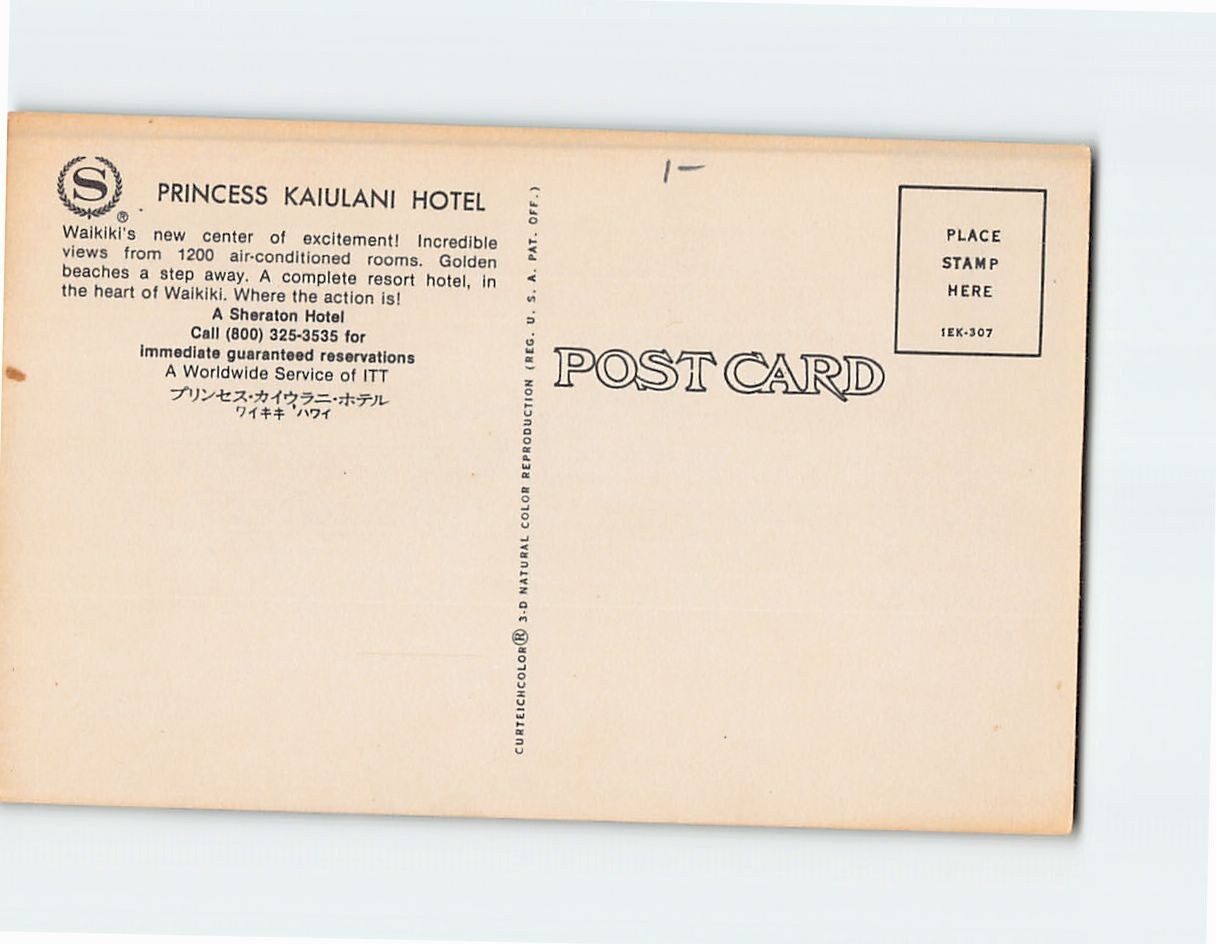 S
®
PRINCESS KAIULANI HOTEL
Waikiki's new center of excitement! Incredible
views from 1200 air-conditioned rooms. Golden
beaches a step away. A complete resort hotel, in
the heart of Waikiki. Where the action is!
A Sheraton Hotel
Call (800) 325-3535 for
immediate guaranteed reservations
A Worldwide Service of ITT
プリンセス・カイウラニ・ホテル
ワイキキ，ハワイ
CURTEICHCOLOR® 3-D NATURAL COLOR REPRODUCTION (REG. U. S. A. PAT. OFF.)
1-
POST CARD
PLACE
STAMP
HERE
1EK-307